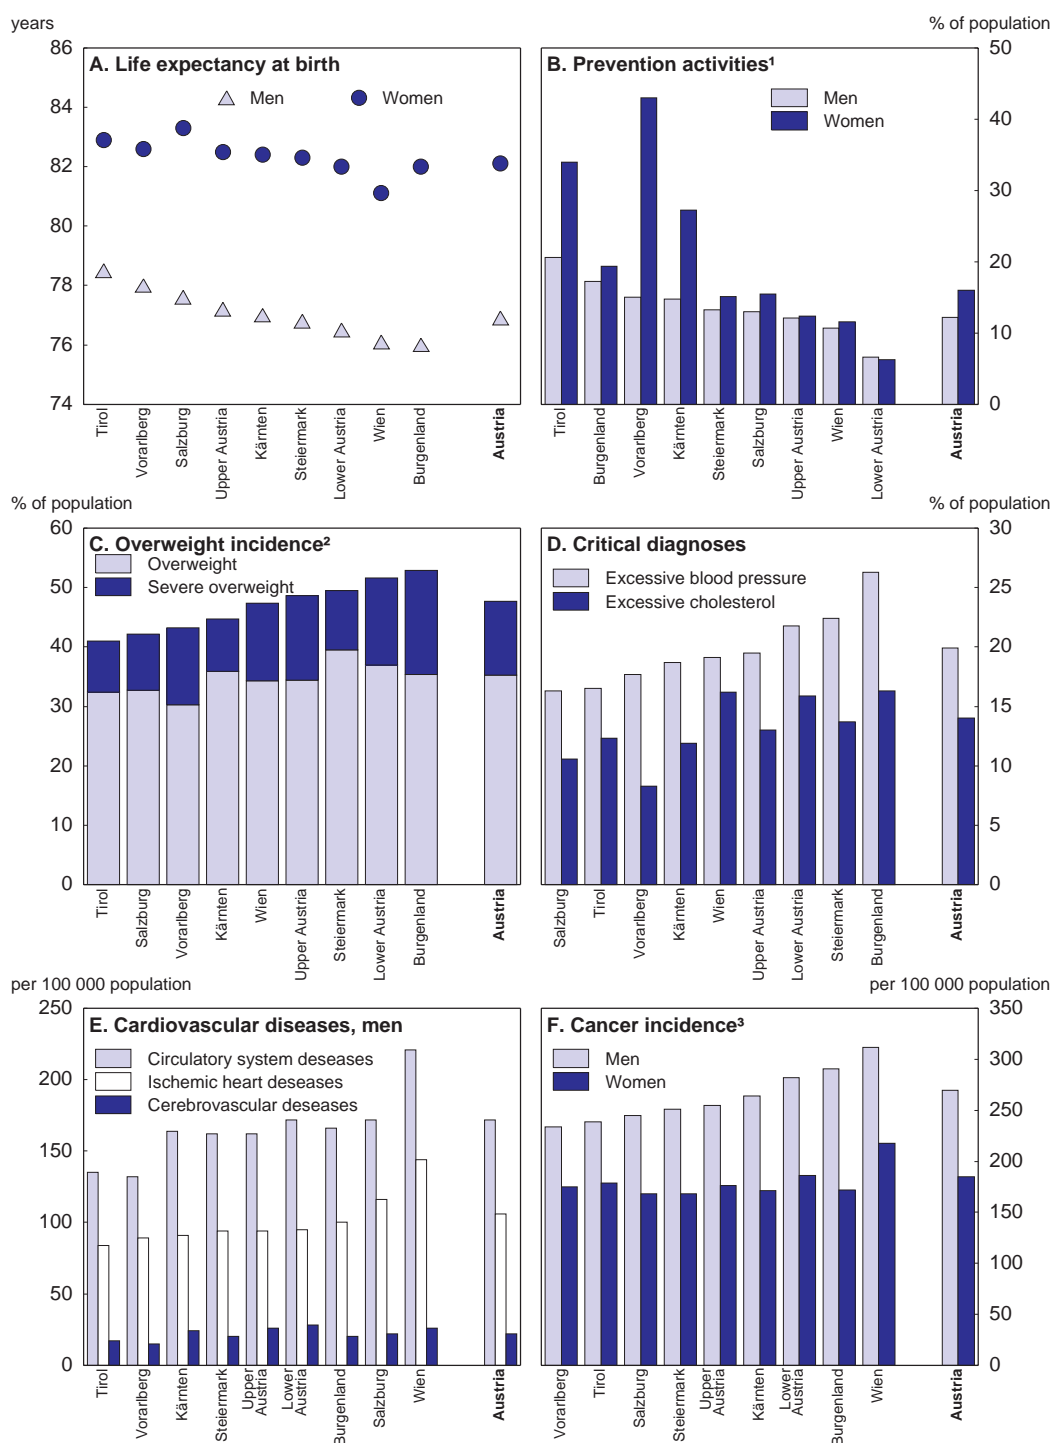 years
% of population
A. Life expectancy at birth
Men
Women
86
84
82
80
78
76
74
Tirol
Vorarlberg
Salzburg
Upper Austria
Kärnten
Steiermark
Lower Austria
Wien
Burgenland
Austria
B. Prevention activities¹
Men
Women
50
40
30
20
10
0
Tirol
Burgenland
Vorarlberg
Kärnten
Steiermark
Salzburg
Upper Austria
Wien
Lower Austria
Austria
% of population
% of population
C. Overweight incidence²
Overweight
Severe overweight
60
50
40
30
20
10
0
Tirol
Salzburg
Vorarlberg
Kärnten
Wien
Upper Austria
Steiermark
Lower Austria
Burgenland
Austria
D. Critical diagnoses
Excessive blood pressure
Excessive cholesterol
30
25
20
15
10
5
0
Salzburg
Tirol
Vorarlberg
Kärnten
Wien
Upper Austria
Lower Austria
Steiermark
Burgenland
Austria
per 100 000 population
per 100 000 population
E. Cardiovascular diseases, men
Circulatory system deseases
Ischemic heart deseases
Cerebrovascular deseases
250
200
150
100
50
0
Tirol
Vorarlberg
Kärnten
Steiermark
Upper
Austria
Lower
Austria
Burgenland
Salzburg
Wien
Austria
F. Cancer incidence³
Men
Women
350
300
250
200
150
100
50
0
Vorarlberg
Tirol
Salzburg
Steiermark
Upper
Austria
Kärnten
Lower
Austria
Burgenland
Wien
Austria